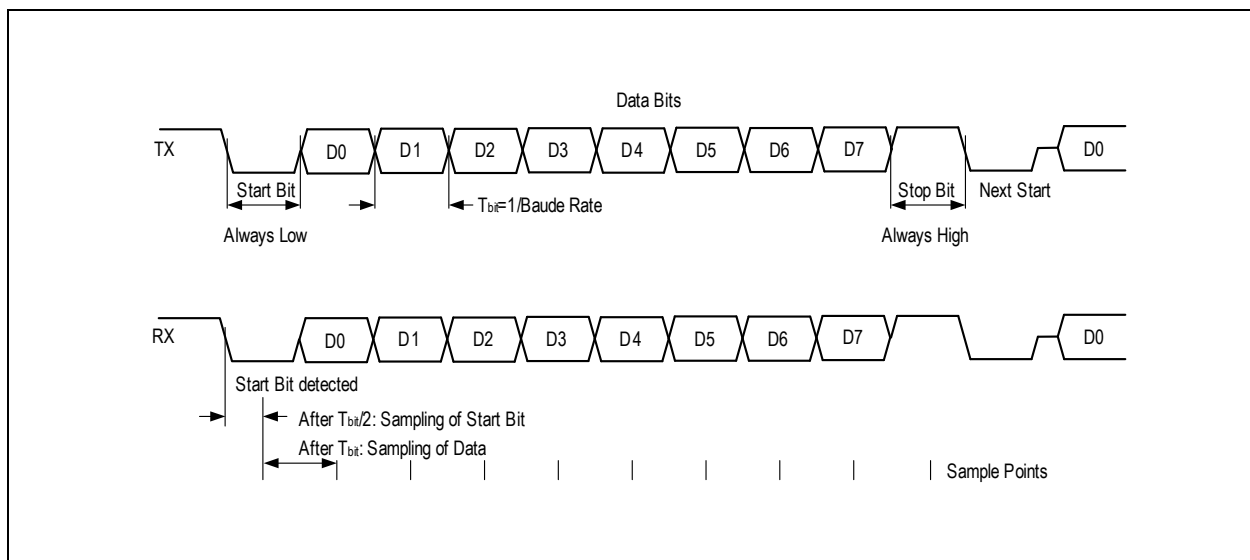 Data Bits
TX
D0 D1 D2 D3 D4 D5 D6 D7 D0
Start Bit Stop Bit Next Start
Tbit=1/Baude Rate
Always Low Always High
RX
D0 D1 D2 D3 D4 D5 D6 D7 D0
Start Bit detected
After Tbit/2: Sampling of Start Bit
After Tbit: Sampling of Data
Sample Points